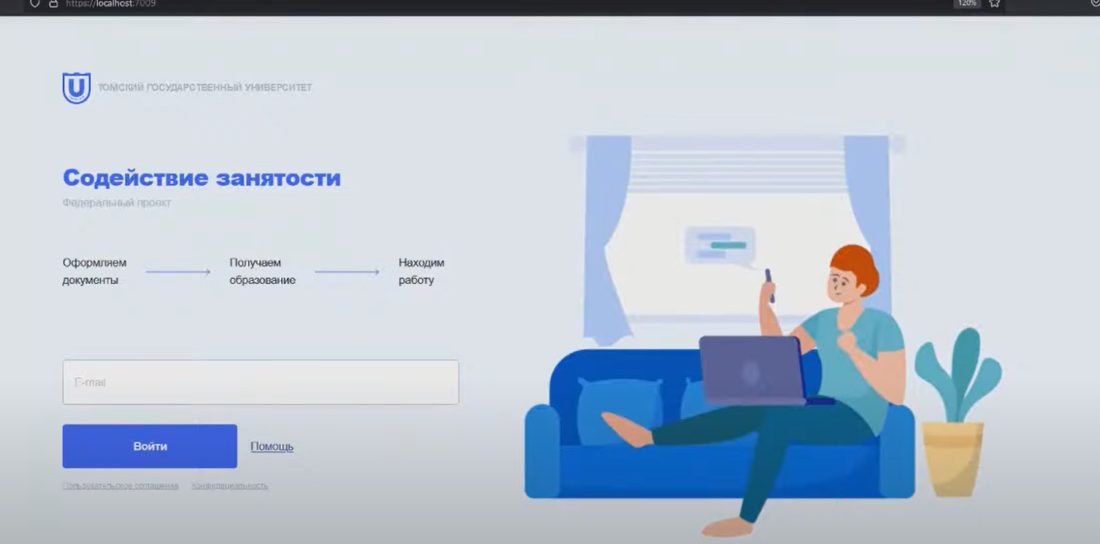 https://localhost:7009
120%
ТОМСКИЙ ГОСУДАРСТВЕННЫЙ УНИВЕРСИТЕТ
Содействие занятости
Федеральный проект
Оформляем
документы
Получаем
образование
Находим
работу
E-mail
Войти
Помощь
Пользовательское соглашение